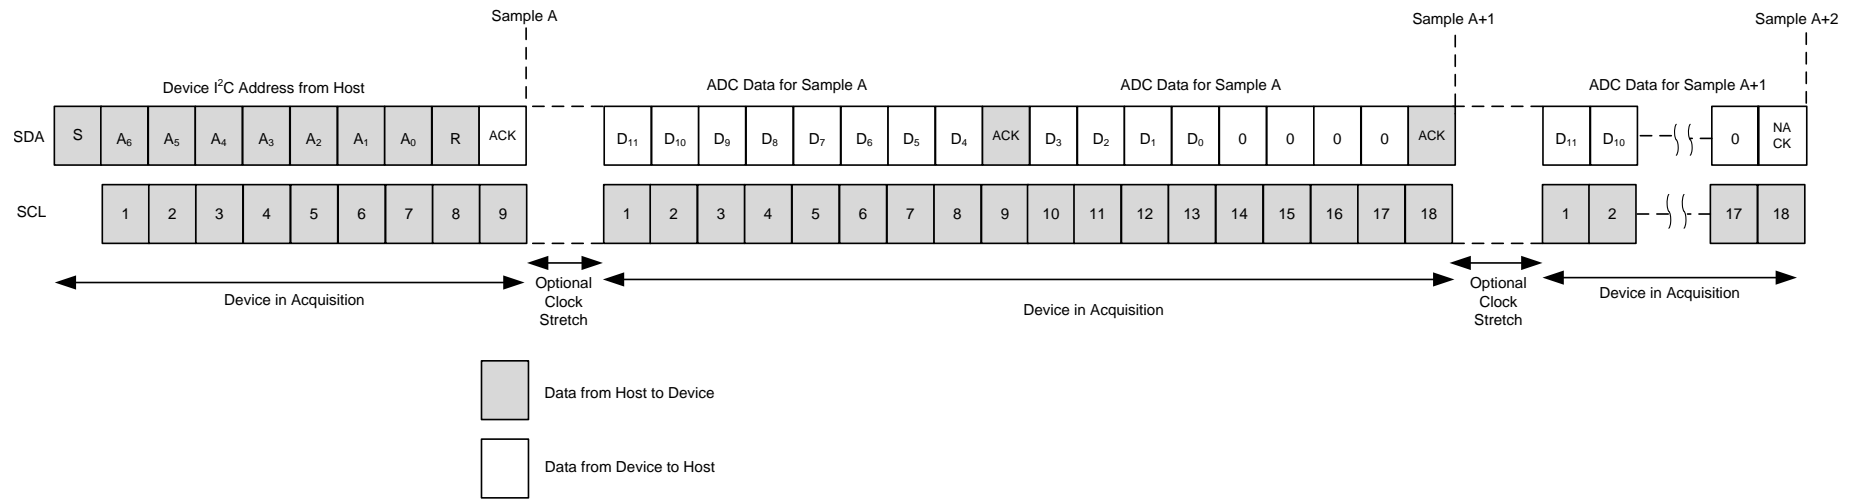 Sample A
Sample A+1
Sample A+2
Device I²C Address from Host
ADC Data for Sample A
ADC Data for Sample A
ADC Data for Sample A+1
SDA S A₆ A₅ A₄ A₃ A₂ A₁ A₀ R ACK D₁₁ D₁₀ D₉ D₈ D₇ D₆ D₅ D₄ ACK D₃ D₂ D₁ D₀ 0 0 0 0 ACK D₁₁ D₁₀ 0 NA
CK
SCL 1 2 3 4 5 6 7 8 9 1 2 3 4 5 6 7 8 9 10 11 12 13 14 15 16 17 18 1 2 17 18
Device in Acquisition
Optional
Clock
Stretch
Device in Acquisition
Optional
Clock
Stretch
Device in Acquisition
Data from Host to Device
Data from Device to Host